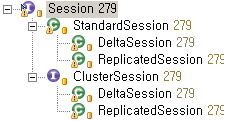 Session 279
StandardSession 279
DeltaSession 279
ReplicatedSession 279
ClusterSession 279
DeltaSession 279
ReplicatedSession 279